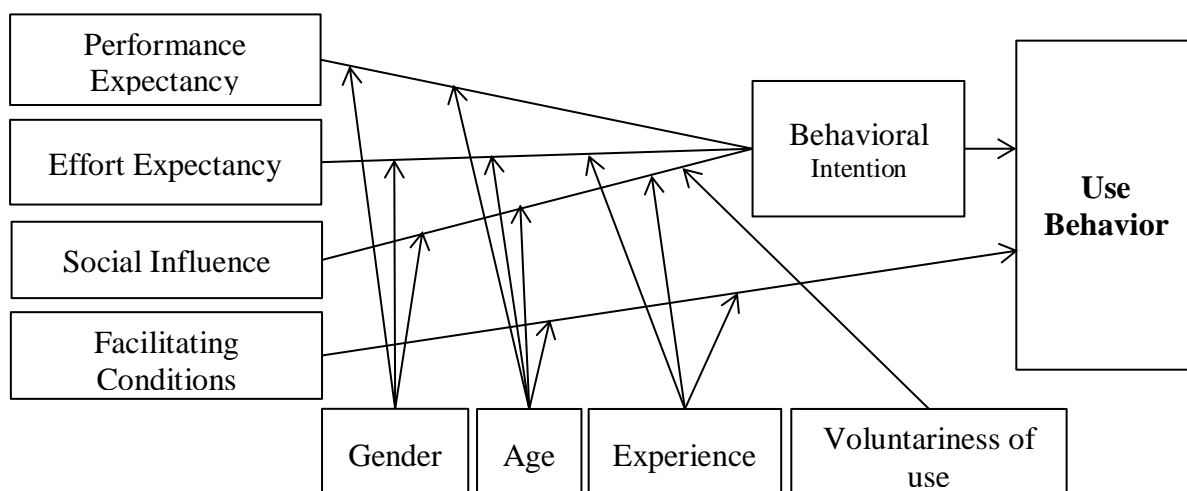 Performance
Expectancy
Effort Expectancy
Social Influence
Facilitating
Conditions
Behavioral
Intention
Use
Behavior
Gender
Age
Experience
Voluntariness of
use